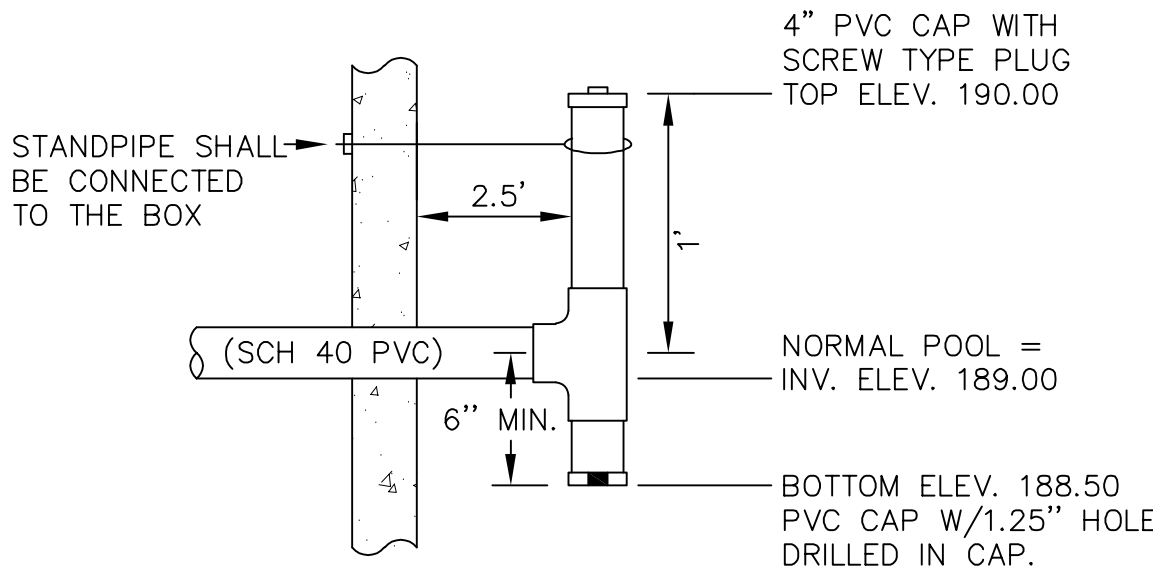 4” PVC CAP WITH
SCREW TYPE PLUG
TOP ELEV. 190.00
STANDPIPE SHALL
BE CONNECTED
TO THE BOX
2.5'
1'
(SCH 40 PVC)
NORMAL POOL =
INV. ELEV. 189.00
6” MIN.
BOTTOM ELEV. 188.50
PVC CAP W/1.25” HOLE
DRILLED IN CAP.